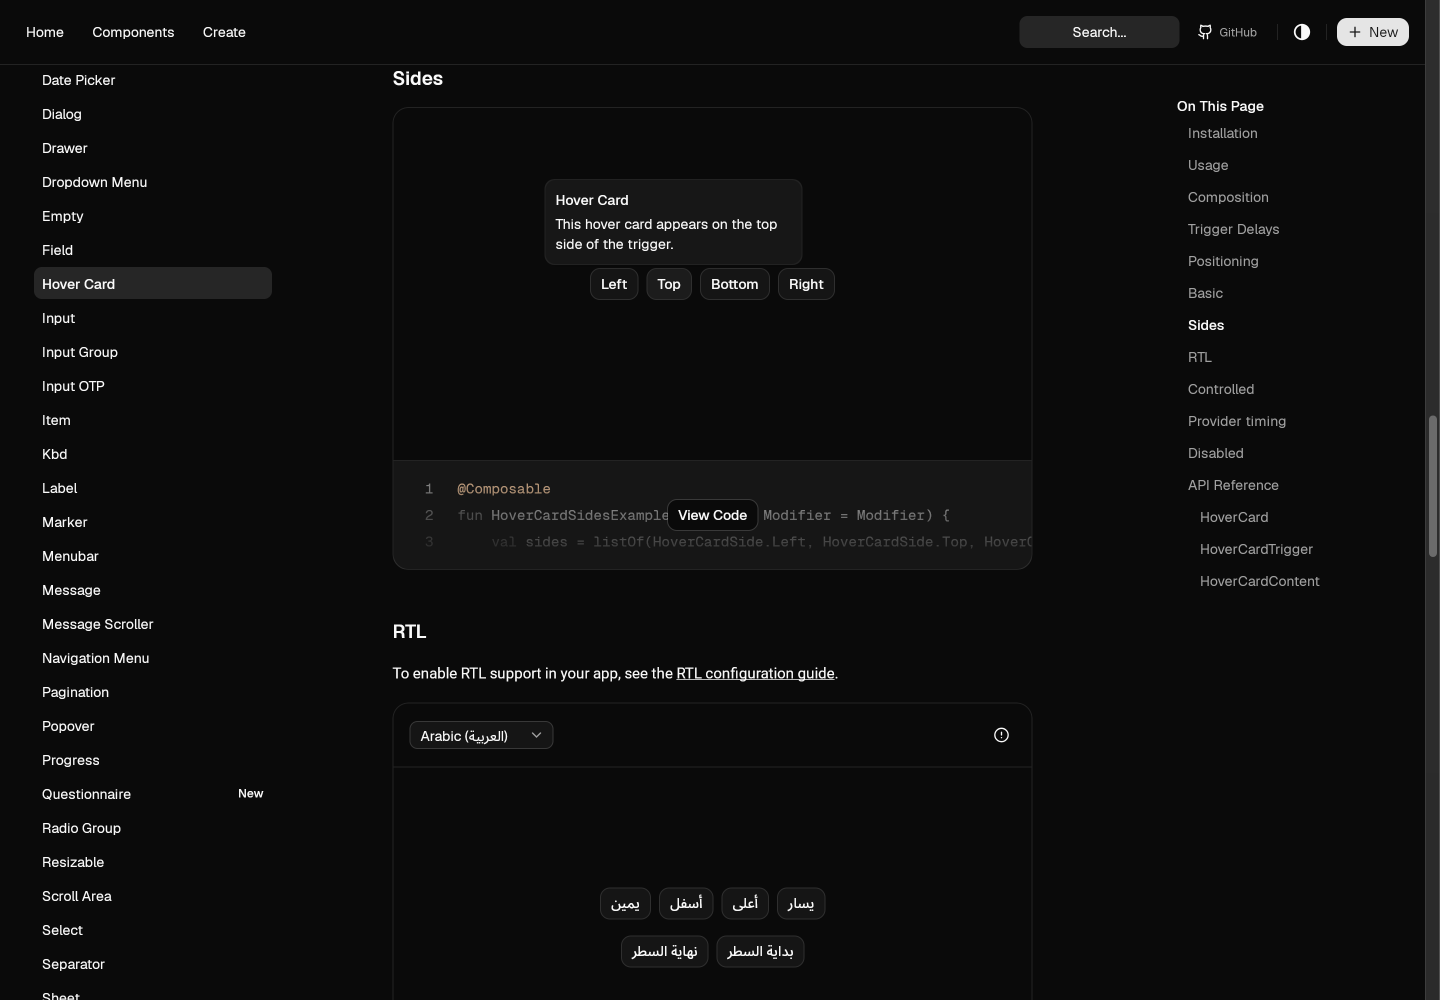 Home
Components
Create
Search...
GitHub
New
Date Picker
Dialog
Drawer
Dropdown Menu
Empty
Field
Hover Card
Input
Input Group
Input OTP
Item
Kbd
Label
Marker
Menubar
Message
Message Scroller
Navigation Menu
Pagination
Popover
Progress
Questionnaire New
Radio Group
Resizable
Scroll Area
Select
Separator
Sheet
Sides
Hover Card
This hover card appears on the top
side of the trigger.
Left Top Bottom Right
1 @Composable
2 fun HoverCardSidesExample Modifier = Modifier) {
View Code
3 val sides = listOf(HoverCardSide.Left, HoverCardSide.Top, HoverC
RTL
To enable RTL support in your app, see the RTL configuration guide.
Arabic (العربية)
يسار أعلى أسفل يمين
بداية السطر نهاية السطر
On This Page
Installation
Usage
Composition
Trigger Delays
Positioning
Basic
Sides
RTL
Controlled
Provider timing
Disabled
API Reference
HoverCard
HoverCardTrigger
HoverCardContent